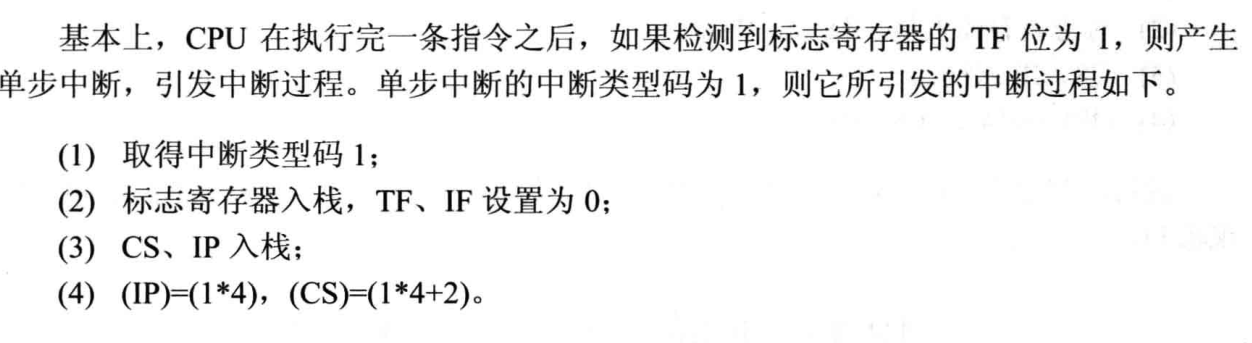 基本上，CPU 在执行完一条指令之后，如果检测到标志寄存器的 TF 位为 1，则产生
单步中断，引发中断过程。单步中断的中断类型码为 1，则它所引发的中断过程如下。
(1) 取得中断类型码 1；
(2) 标志寄存器入栈，TF、IF 设置为 0；
(3) CS、IP 入栈；
(4) (IP)=(1*4)，(CS)=(1*4+2)。